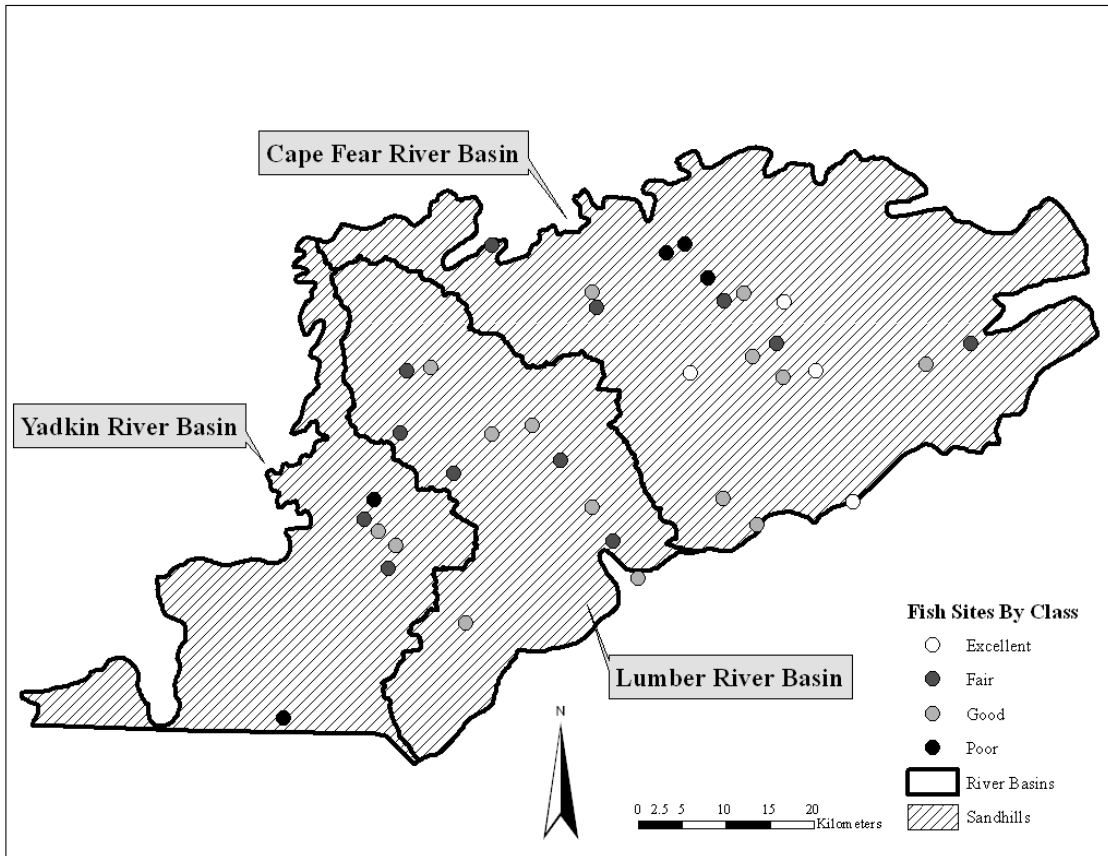 Cape Fear River Basin
Yadkin River Basin
Fish Sites By Class
Excellent
Fair
Good
Poor
River Basins
Sandhills
Lumber River Basin
N
0 2.5 5 10 15 20
Kilometers